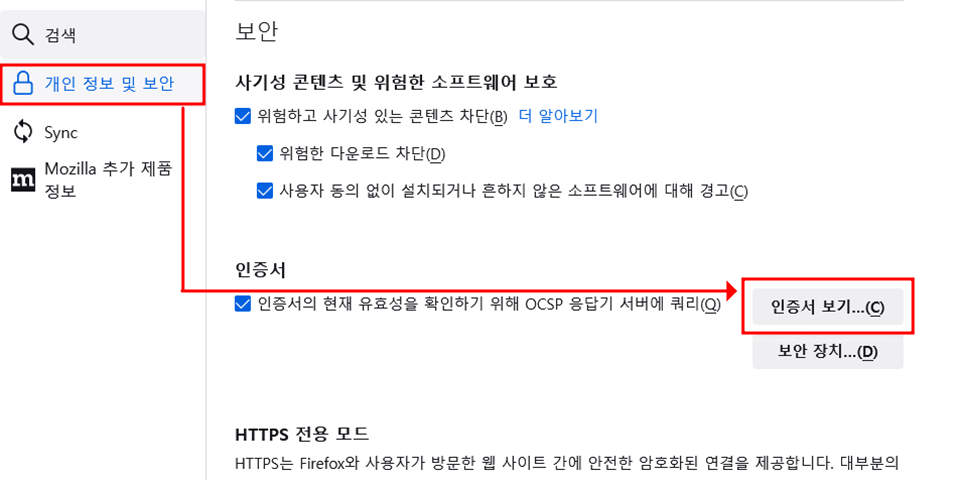 검색
개인 정보 및 보안
Sync
Mozilla 추가 제품
정보
보안
사기성 콘텐츠 및 위험한 소프트웨어 보호
위험하고 사기성 있는 콘텐츠 차단(B) 더 알아보기
위험한 다운로드 차단(D)
사용자 동의 없이 설치되거나 흔하지 않은 소프트웨어에 대해 경고(C)
인증서
인증서의 현재 유효성을 확인하기 위해 OCSP 응답기 서버에 쿼리(Q)
인증서 보기...(C)
보안 장치...(D)
HTTPS 전용 모드
HTTPS는 Firefox와 사용자가 방문한 웹 사이트 간에 안전한 암호화된 연결을 제공합니다. 대부분의